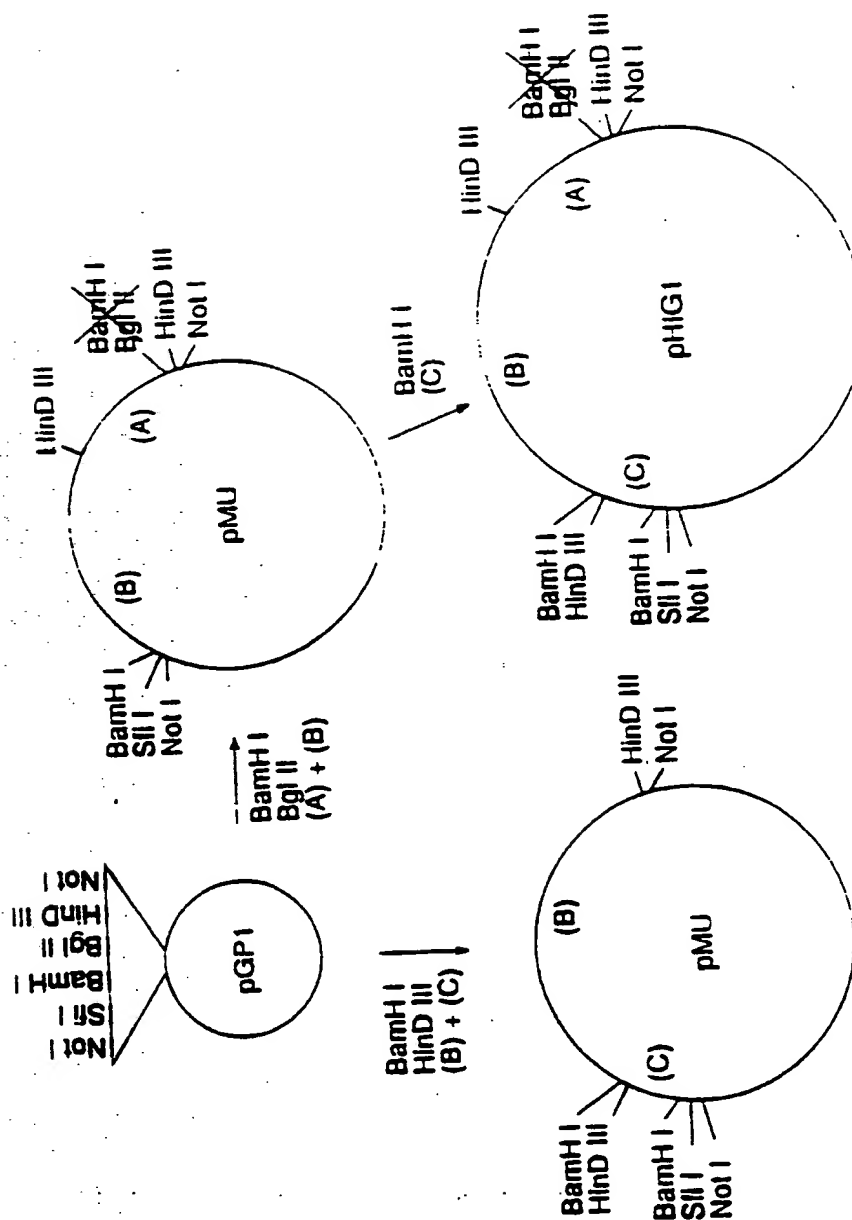 Not I
Sfi I
BamH I
Bgl II
HinD III
Not I
pGP1
BamH I
Bgl II
(A) + (B)
BamH I
Sfi I
Not I
(B)
pMU
(A)
HinD III
BamH I
Bgl II
HinD III
Not I
BamH I
HinD III
(B) + (C)
BamH I
(C)
BamH I
HinD III
BamH I
Sfi I
Not I
(C)
(B)
pMU
HinD III
Not I
BamH I
HinD III
BamH I
Sfi I
Not I
(C)
(B)
pHIG1
(A)
HinD III
BamH I
Bgl II
HinD III
Not I